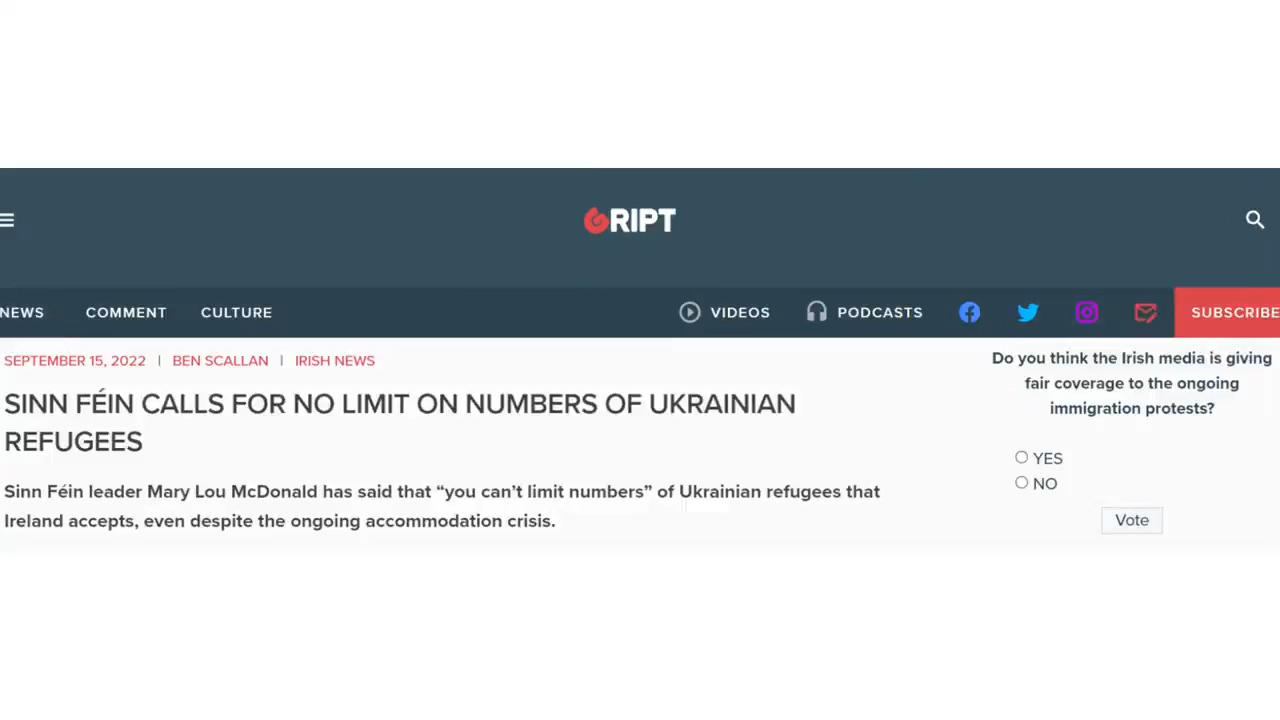 GRIPT
NEWS COMMENT CULTURE VIDEOS PODCASTS SUBSCRIBE
SEPTEMBER 15, 2022 | BEN SCALLAN | IRISH NEWS
SINN FÉIN CALLS FOR NO LIMIT ON NUMBERS OF UKRAINIAN
REFUGEES
Sinn Féin leader Mary Lou McDonald has said that “you can’t limit numbers” of Ukrainian refugees that
Ireland accepts, even despite the ongoing accommodation crisis.
Do you think the Irish media is giving
fair coverage to the ongoing
immigration protests?
YES
NO
Vote